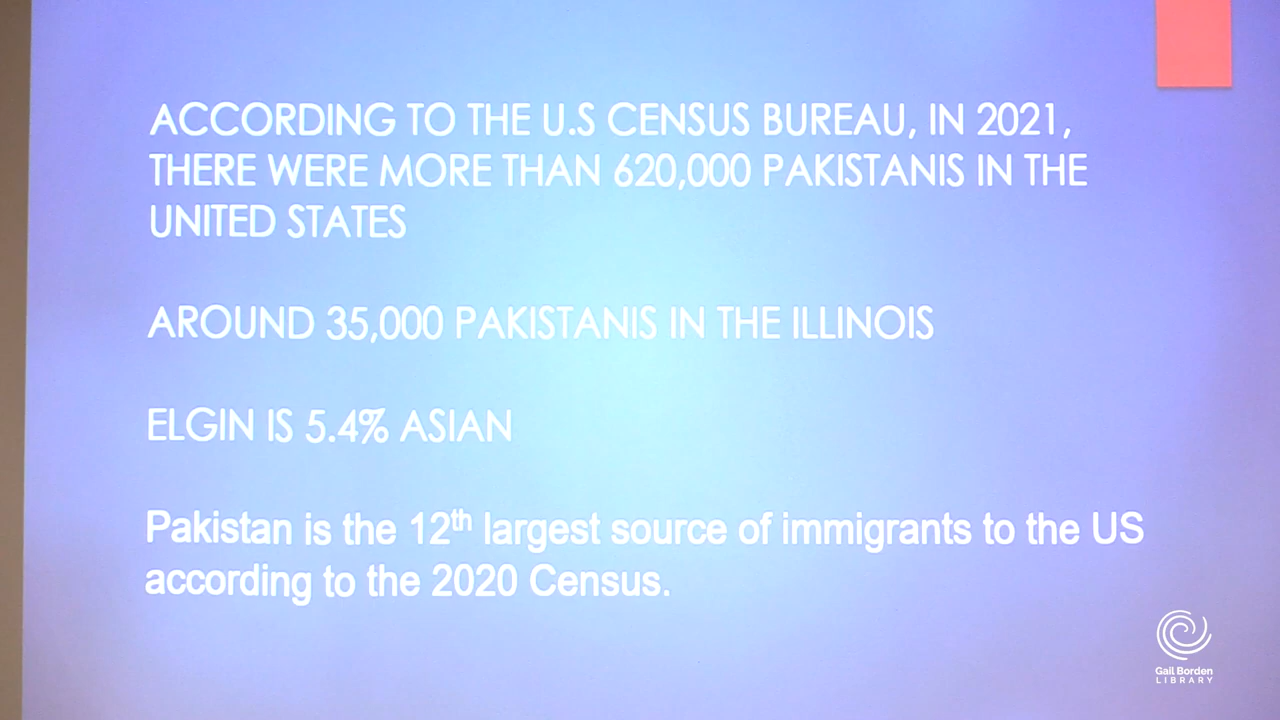 ACCORDING TO THE U.S CENSUS BUREAU, IN 2021,
THERE WERE MORE THAN 620,000 PAKISTANIS IN THE
UNITED STATES
AROUND 35,000 PAKISTANIS IN THE ILLINOIS
ELGIN IS 5.4% ASIAN
Pakistan is the 12th largest source of immigrants to the US
according to the 2020 Census.
Gail Borden
LIBRARY